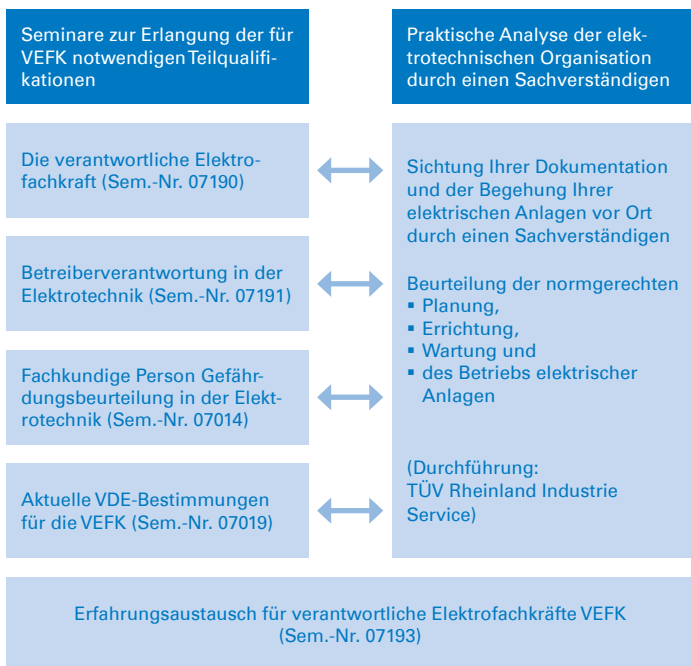 Seminare zur Erlangung der für
VEFK notwendigen Teilqualifi-
kationen
Praktische Analyse der elek-
trotechnischen Organisation
durch einen Sachverständigen
Die verantwortliche Elektro-
fachkraft (Sem.-Nr. 07190)
Betreiberverantwortung in der
Elektrotechnik (Sem.-Nr. 07191)
Fachkundige Person Gefähr-
dungsbeurteilung in der Elekt-
rotechnik (Sem.-Nr. 07014)
Aktuelle VDE-Bestimmungen
für die VEFK (Sem.-Nr. 07019)
Sichtung Ihrer Dokumentation
und der Begehung Ihrer
elektrischen Anlagen vor Ort
durch einen Sachverständigen
Beurteilung der normgerechten
▪ Planung,
▪ Errichtung,
▪ Wartung und
▪ des Betriebs elektrischer
Anlagen
(Durchführung:
TÜV Rheinland Industrie
Service)
Erfahrungsaustausch für verantwortliche Elektrofachkräfte VEFK
(Sem.-Nr. 07193)